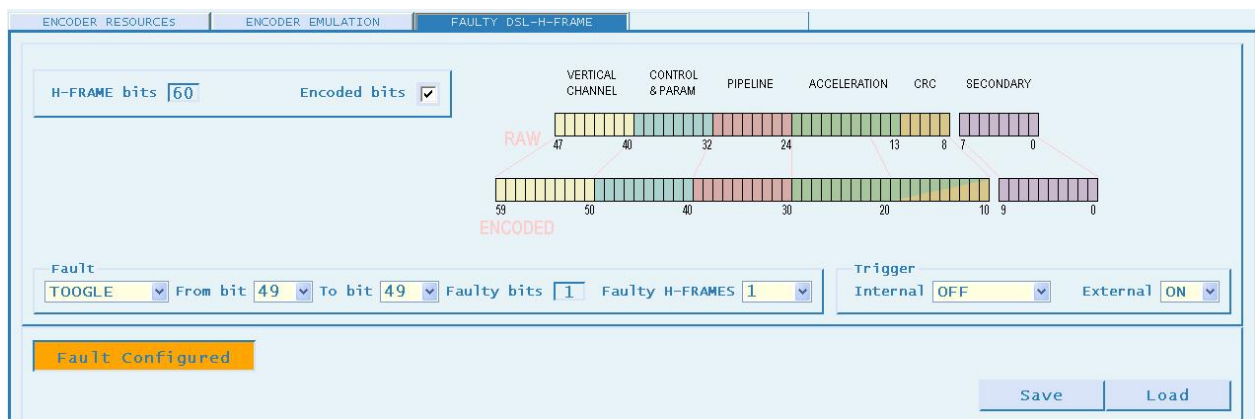 ENCODER RESOURCES ENCODER EMULATION FAULTY DSL-H-FRAME
H-FRAME bits 60 Encoded bits
VERTICAL CHANNEL CONTROL & PARAM PIPELINE ACCELERATION CRC SECONDARY
RAW
47 40 32 24 13 8 7 0
59 50 40 30 20 10 9 0
ENCODED
Fault
TOOGLE From bit 49 To bit 49 Faulty bits 1 Faulty H-FRAMES 1
Trigger
Internal OFF External ON
Fault Configured
Save Load